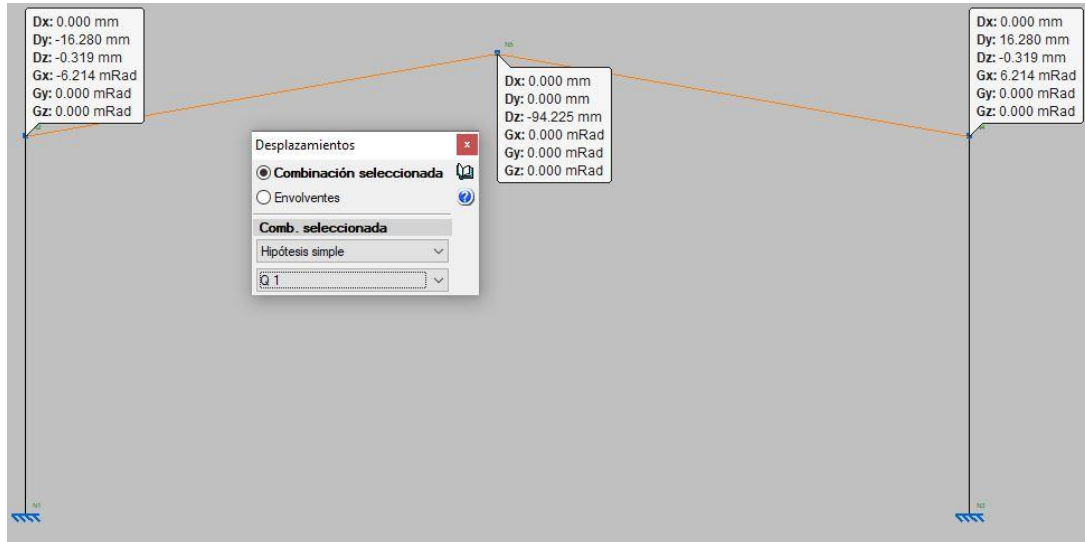 Dx: 0.000 mm
Dy: -16.280 mm
Dz: -0.319 mm
Gx: -6.214 mRad
Gy: 0.000 mRad
Gz: 0.000 mRad
N5
Dx: 0.000 mm
Dy: 0.000 mm
Dz: -94.225 mm
Gx: 0.000 mRad
Gy: 0.000 mRad
Gz: 0.000 mRad
Dx: 0.000 mm
Dy: 16.280 mm
Dz: -0.319 mm
Gx: 6.214 mRad
Gy: 0.000 mRad
Gz: 0.000 mRad
Desplazamientos
x
Combinación seleccionada
Envolventes
?
Comb. seleccionada
Hipótesis simple
Q 1
N1
N3